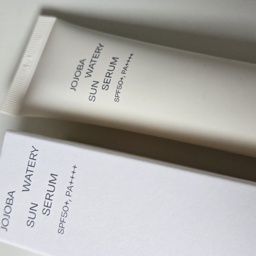 JOJOBA
SUN WATERY
SERUM
SPF50+, PA++++
JOJOBA
SUN WATERY
SERUM
SPF50+, PA++++